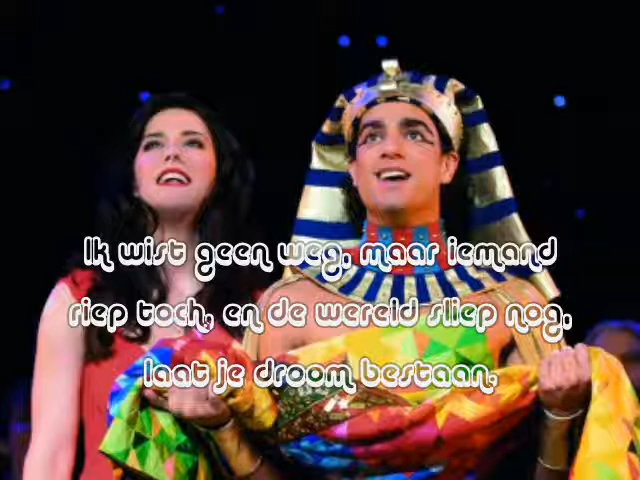 Ik wist geen weg, maar iemand
riep toch, en de wereld sliep nog,
laat je droom bestaan.